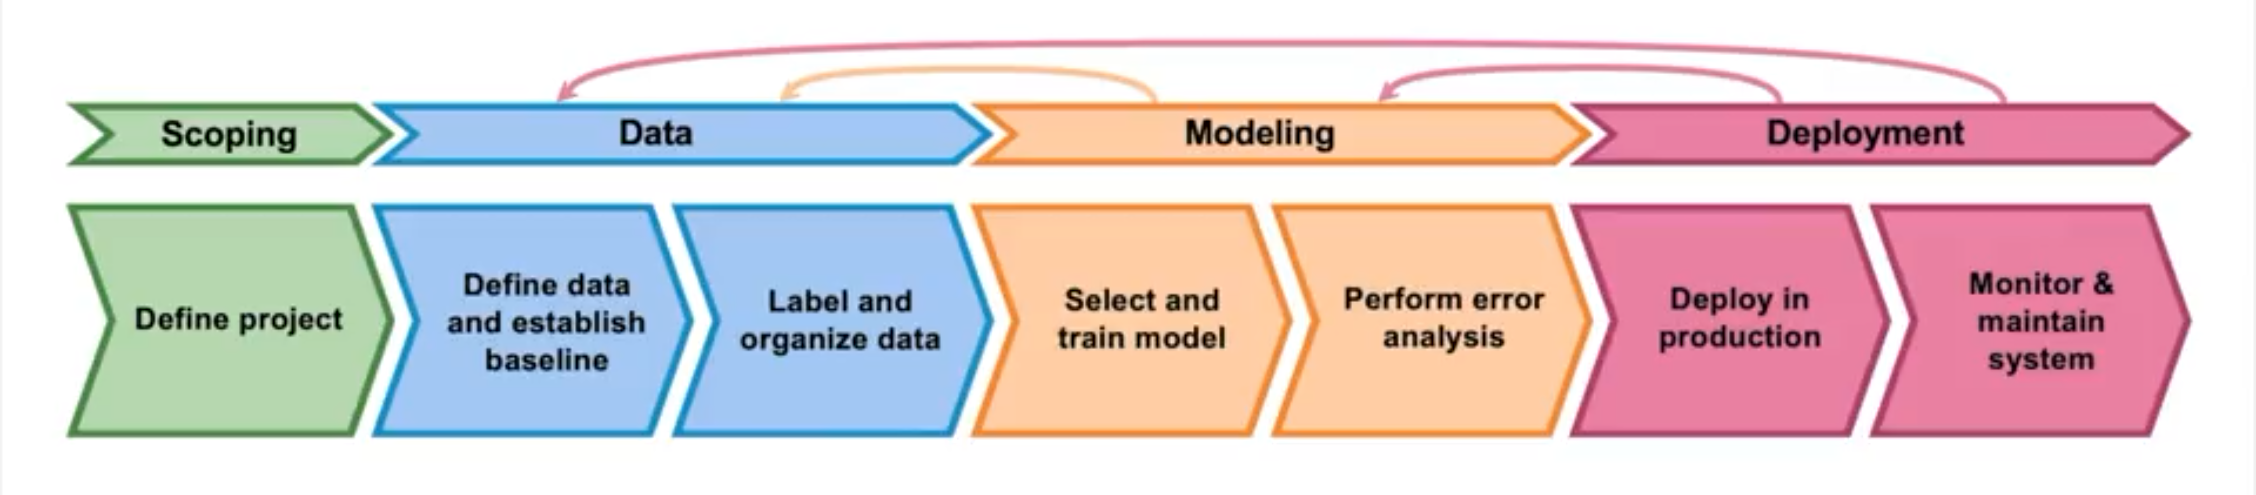 Scoping
Data
Modeling
Deployment
Define project
Define data
and establish
baseline
Label and
organize data
Select and
train model
Perform error
analysis
Deploy in
production
Monitor &
maintain
system